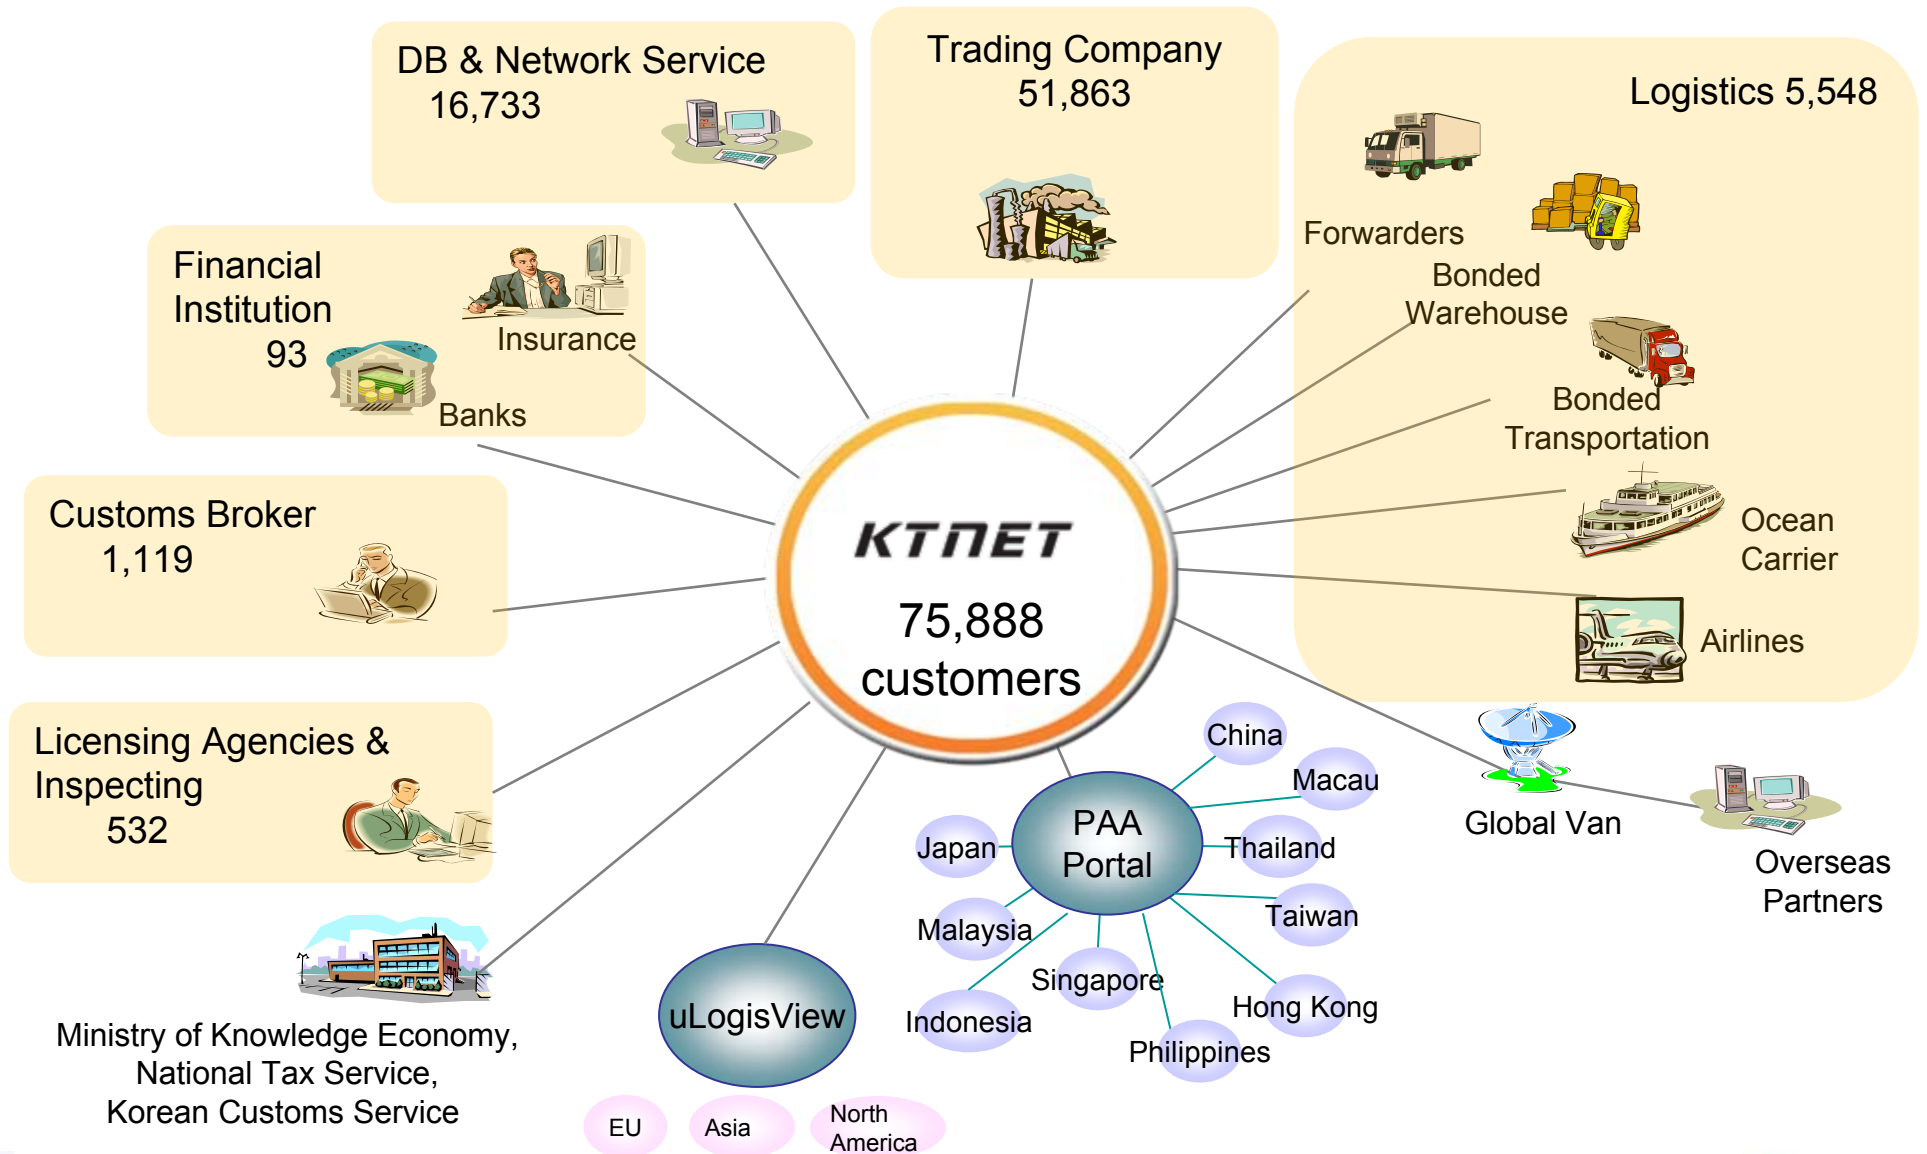 DB & Network Service
16,733
Trading Company
51,863
Logistics 5,548
Forwarders
Bonded
Warehouse
Bonded
Transportation
Ocean
Carrier
Airlines
Financial
Institution
93
Insurance
Banks
Customs Broker
1,119
KTNET
75,888
customers
Licensing Agencies &
Inspecting
532
Ministry of Knowledge Economy,
National Tax Service,
Korean Customs Service
uLogisView
EU
Asia
North
America
PAA
Portal
China
Macau
Japan
Thailand
Malaysia
Taiwan
Singapore
Indonesia
Hong Kong
Philippines
Global Van
Overseas
Partners